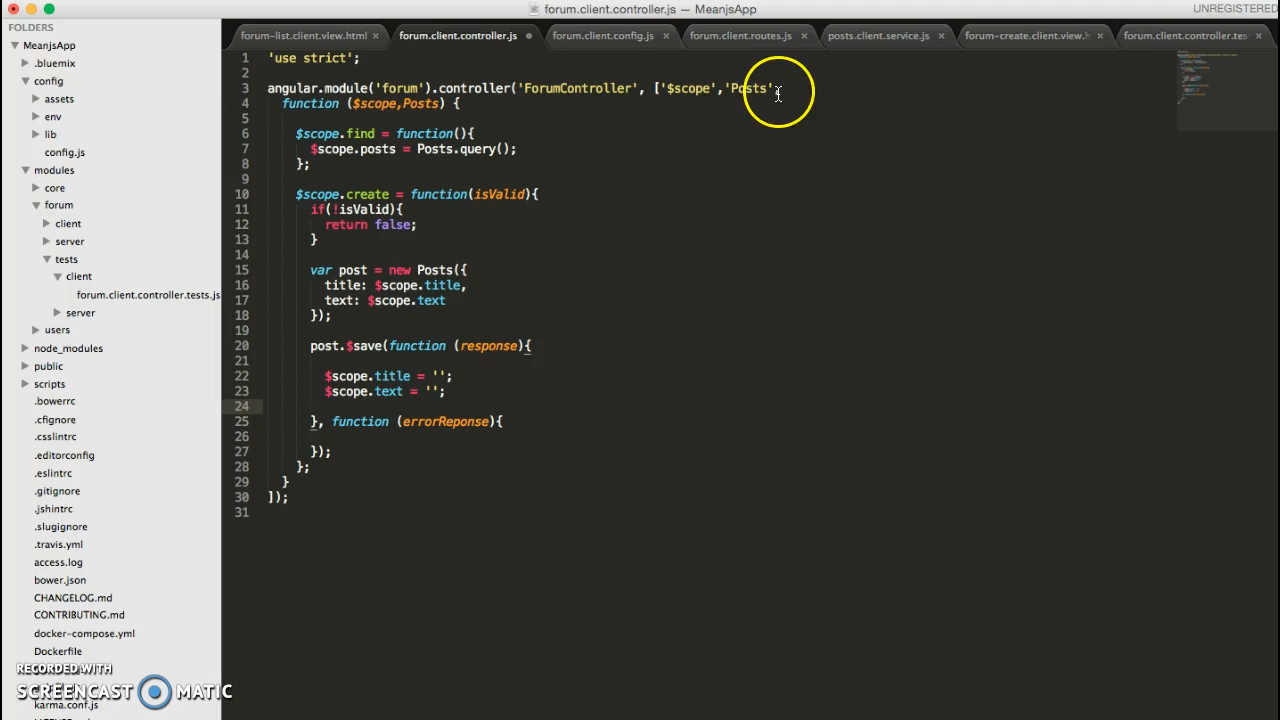 forum.client.controller.js — MeanjsApp
UNREGISTERED
FOLDERS
MeanjsApp
.bluemix
config
assets
env
lib
config.js
modules
core
forum
client
server
tests
client
forum.client.controller.tests.js
server
users
node_modules
public
scripts
.bowerrc
.cfignore
.csslintrc
.editorconfig
.eslintrc
.gitignore
.jshintrc
.slugignore
.travis.yml
access.log
bower.json
CHANGELOG.md
CONTRIBUTING.md
docker-compose.yml
Dockerfile
karma.conf.js
forum-list.client.view.html × forum.client.controller.js forum.client.config.js × forum.client.routes.js × posts.client.service.js × forum-create.client.view.h × forum.client.controller.tes ×
1 'use strict';
2
3 angular.module('forum').controller('ForumController', ['$scope','Posts',
4 function ($scope,Posts) {
5
6 $scope.find = function(){
7 $scope.posts = Posts.query();
8 };
9
10 $scope.create = function(isValid){
11 if(!isValid){
12 return false;
13 }
14
15 var post = new Posts({
16 title: $scope.title,
17 text: $scope.text
18 });
19
20 post.$save(function (response){
21
22 $scope.title = '';
23 $scope.text = '';
24
25 }, function (errorReponse){
26
27 });
28 };
29 }
30 ]);
31
RECORDED WITH
SCREENCAST MATIC